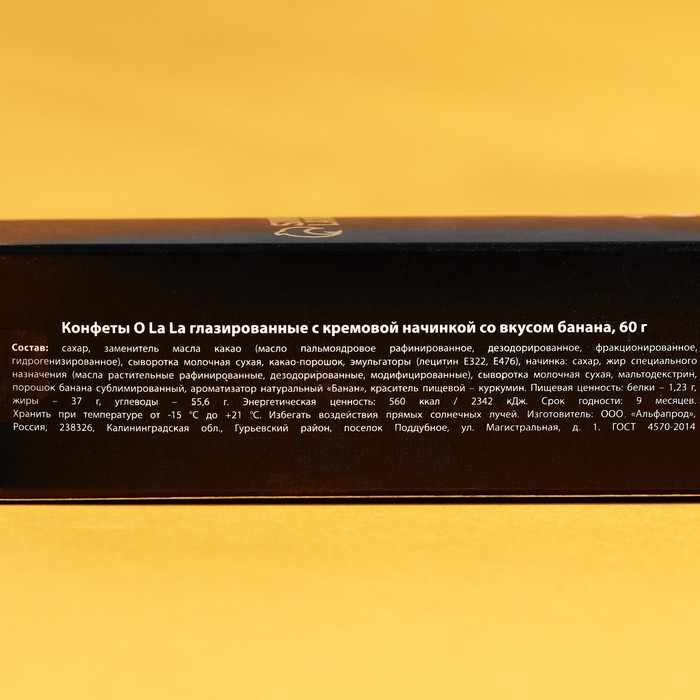 Конфеты O La La глазированные с кремовой начинкой со вкусом банана, 60 г
Состав: сахар, заменитель масла какао (масло пальмоядровое рафинированное, дезодорированное, фракционированное,
гидрогенизированное), сыворотка молочная сухая, какао-порошок, эмульгаторы (лецитин Е322, Е476), начинка: сахар, жир специального
назначения (масла растительные рафинированные, дезодорированные, модифицированные), сыворотка молочная сухая, мальтодекстрин,
порошок банана сублимированный, ароматизатор натуральный «Банан», краситель пищевой – куркумин. Пищевая ценность: белки – 1,23 г,
жиры – 37 г, углеводы – 55,6 г. Энергетическая ценность: 560 ккал / 2342 кДж. Срок годности: 9 месяцев.
Хранить при температуре от -15 °С до +21 °С. Избегать воздействия прямых солнечных лучей. Изготовитель: ООО «Альфапрод»,
Россия, 238326, Калининградская обл., Гурьевский район, поселок Поддубное, ул. Магистральная, д. 1. ГОСТ 4570-2014